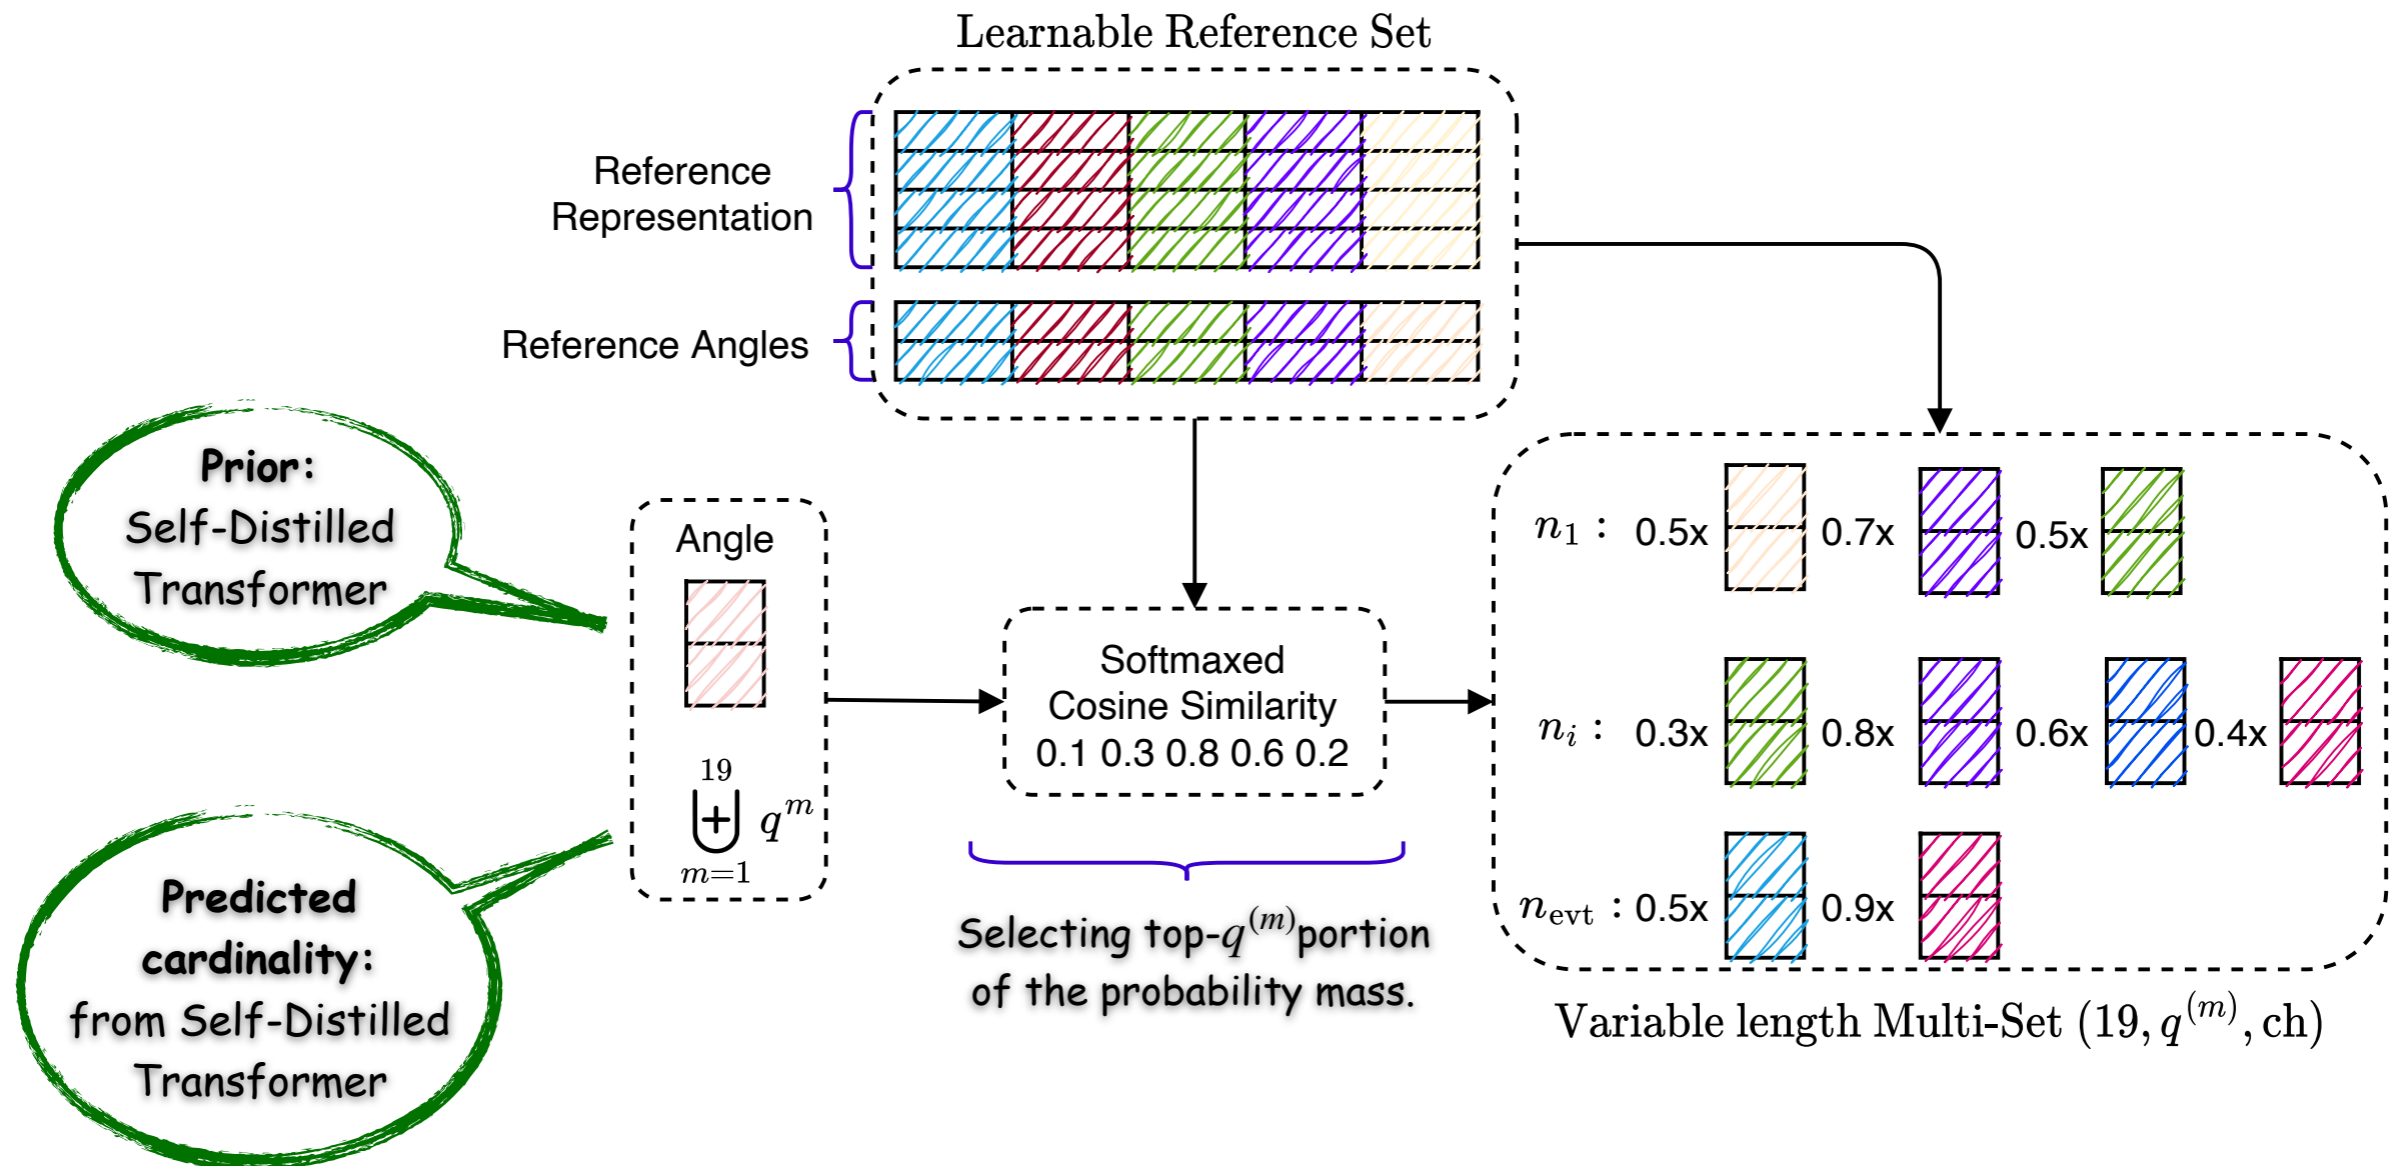 Learnable Reference Set
Reference
Representation
Reference Angles
Prior:
Self-Distilled
Transformer
Predicted
cardinality:
from Self-Distilled
Transformer
Angle
19
⊎ q^m
m=1
Softmaxed
Cosine Similarity
0.1 0.3 0.8 0.6 0.2
Selecting top-q^(m) portion
of the probability mass.
n_1 : 0.5x 0.7x 0.5x
n_i : 0.3x 0.8x 0.6x 0.4x
n_evt : 0.5x 0.9x
Variable length Multi-Set (19, q^(m), ch)